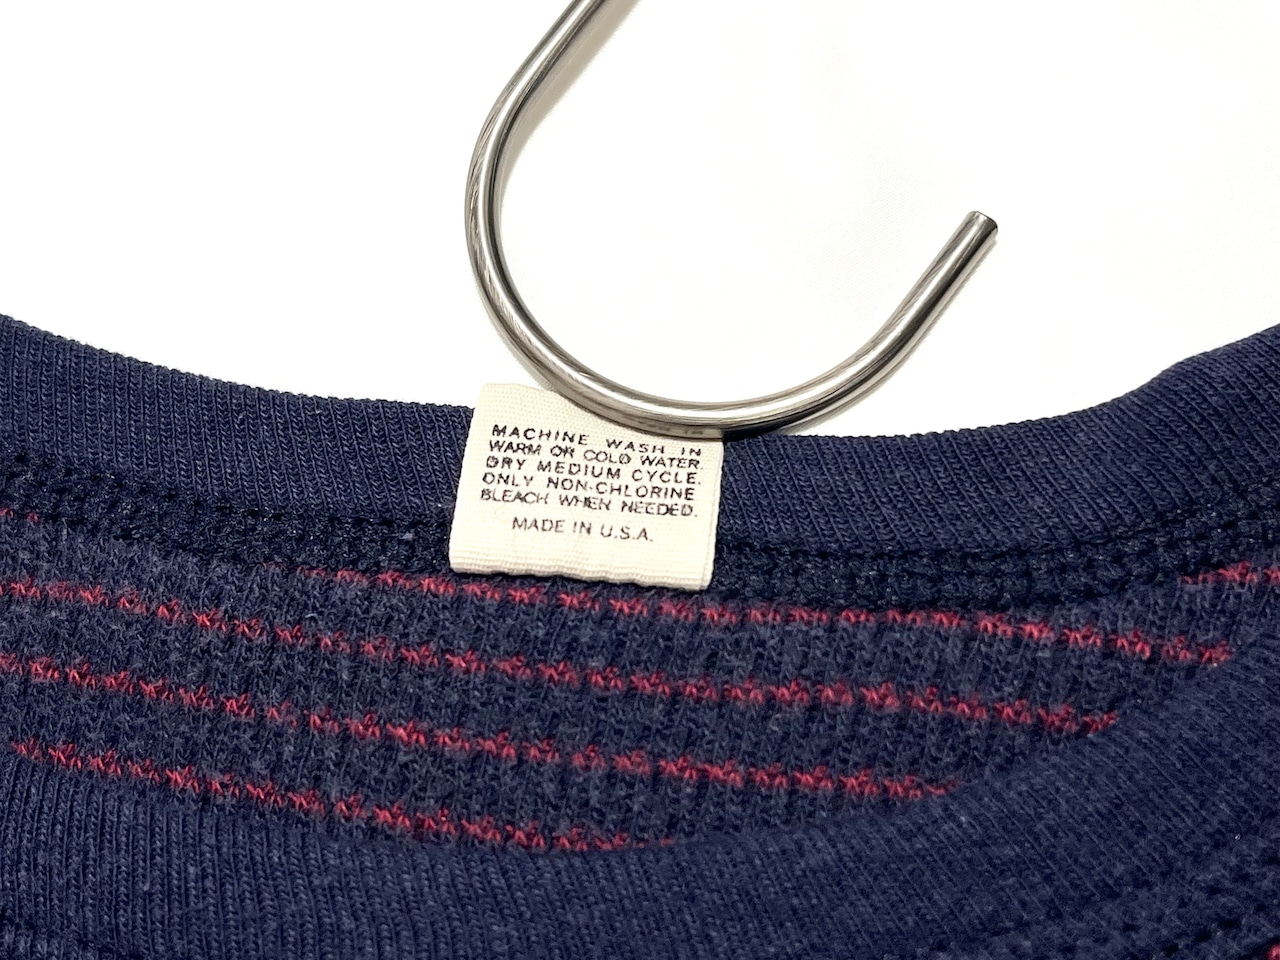 MACHINE WASH IN
WARM OR COLD WATER.
DRY MEDIUM CYCLE.
ONLY NON-CHLORINE
BLEACH WHEN NEEDED.
MADE IN U.S.A.